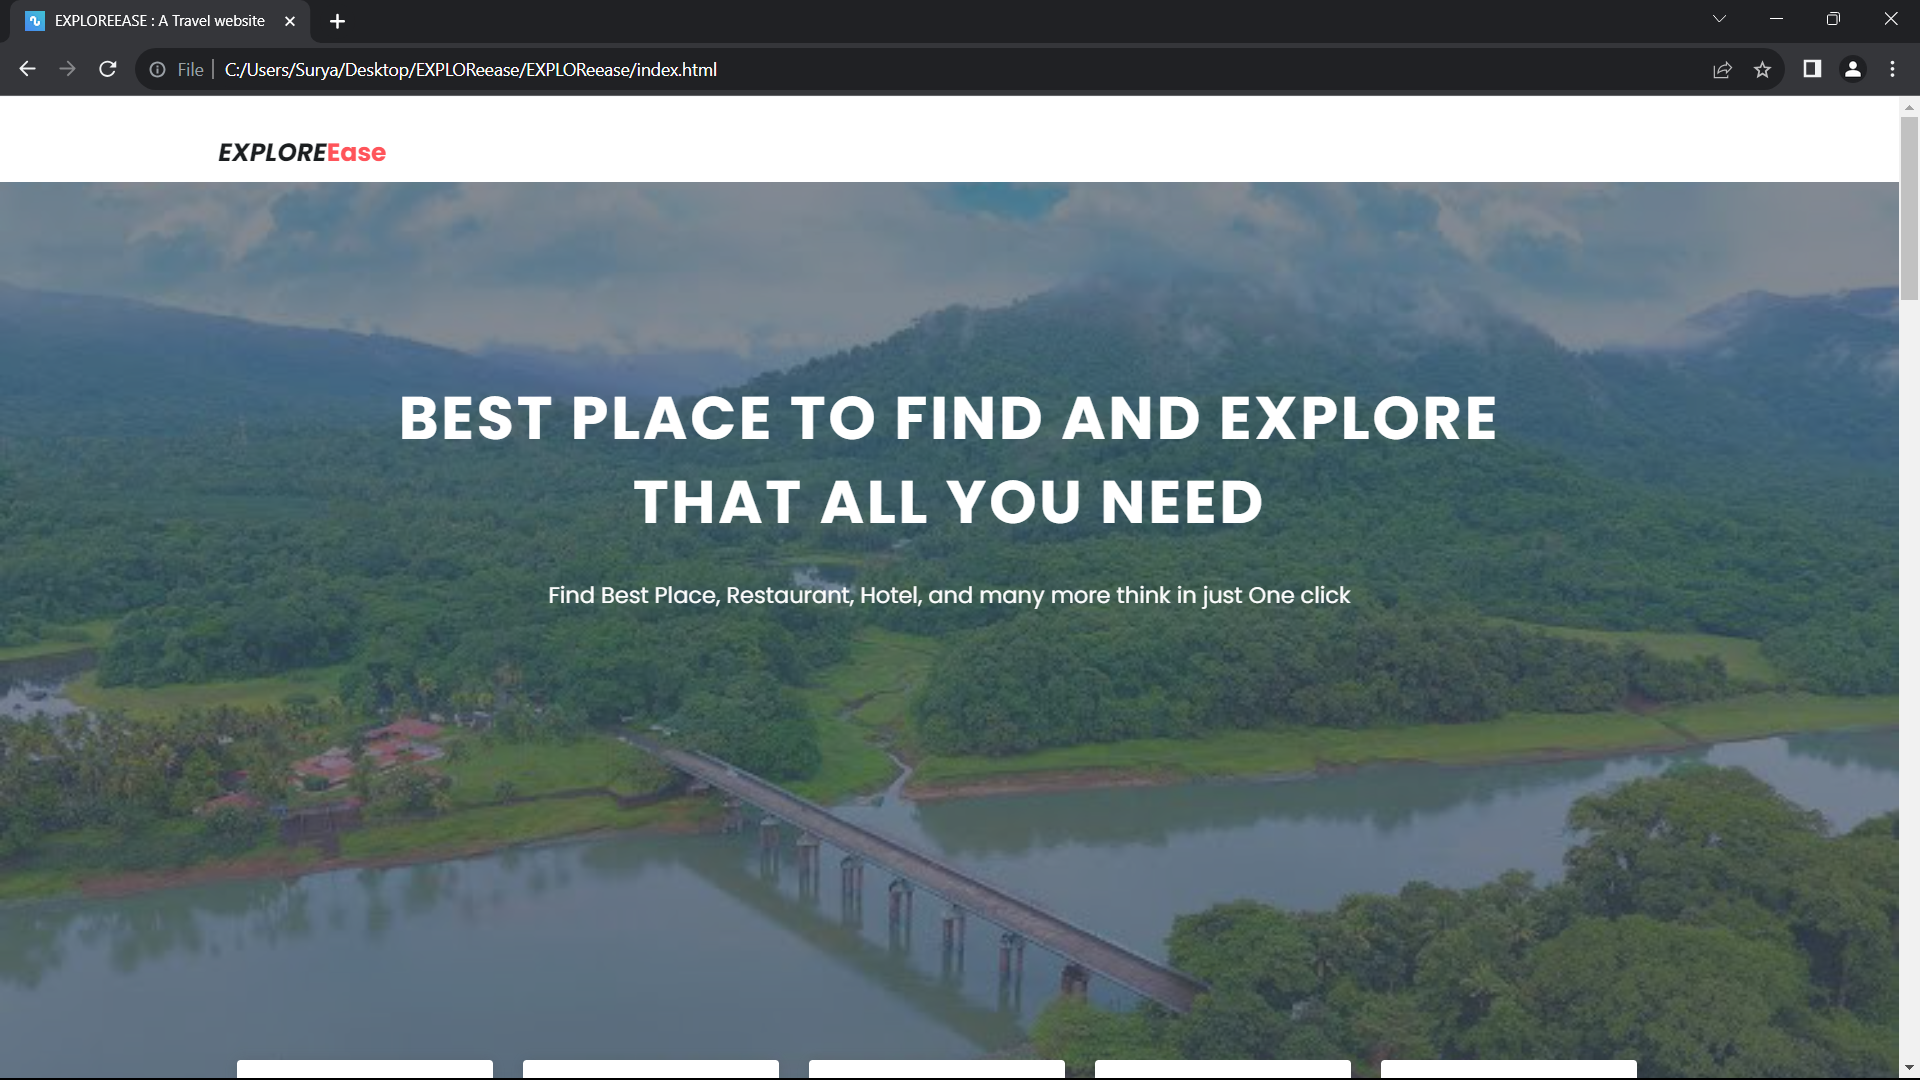 EXPLOREEASE : A Travel website
File | C:/Users/Surya/Desktop/EXPLOReease/EXPLOReease/index.html
EXPLOREEase
BEST PLACE TO FIND AND EXPLORE
THAT ALL YOU NEED
Find Best Place, Restaurant, Hotel, and many more think in just One click